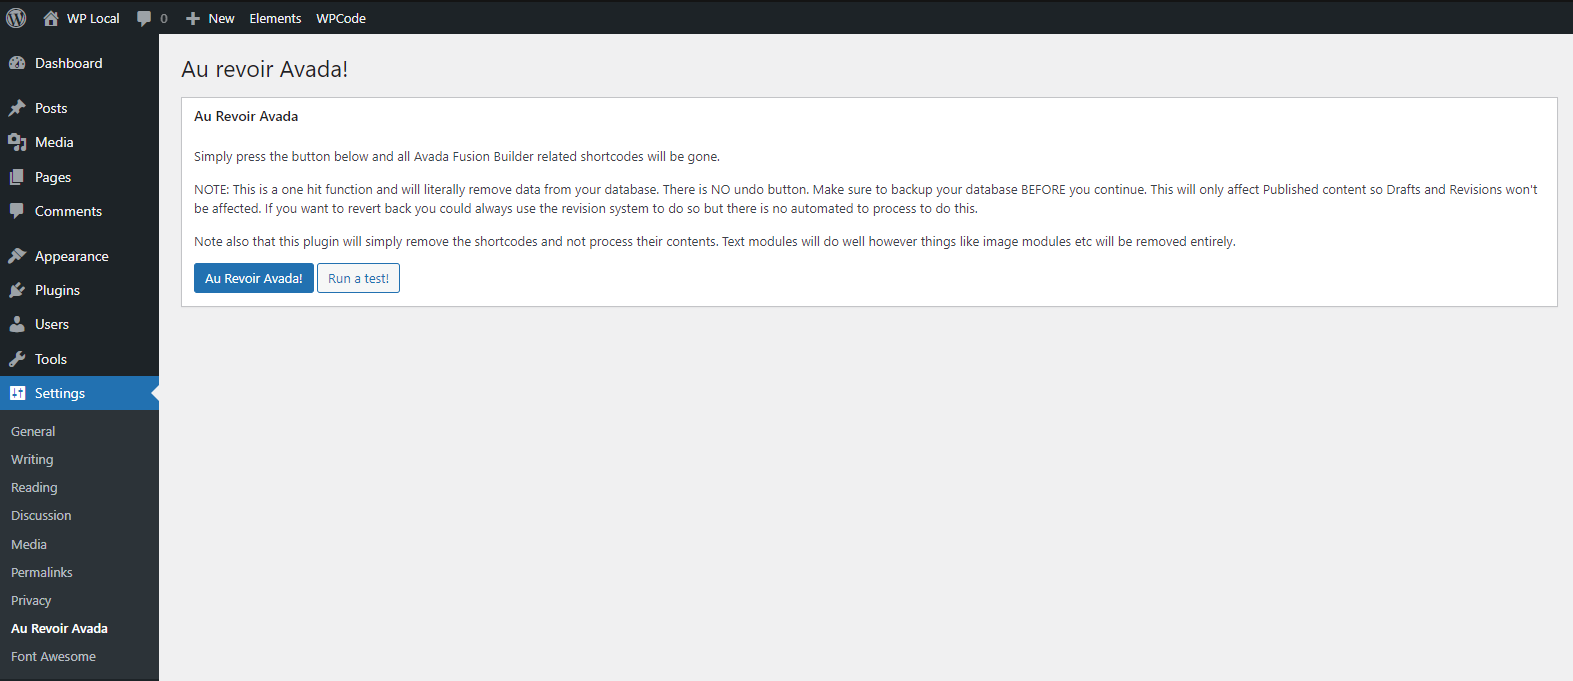 WP Local 0 New Elements WPCode
Dashboard
Posts
Media
Pages
Comments
Appearance
Plugins
Users
Tools
Settings
General
Writing
Reading
Discussion
Media
Permalinks
Privacy
Au Revoir Avada
Font Awesome
Au revoir Avada!
Au Revoir Avada
Simply press the button below and all Avada Fusion Builder related shortcodes will be gone.
NOTE: This is a one hit function and will literally remove data from your database. There is NO undo button. Make sure to backup your database BEFORE you continue. This will only affect Published content so Drafts and Revisions won't
be affected. If you want to revert back you could always use the revision system to do so but there is no automated to process to do this.
Note also that this plugin will simply remove the shortcodes and not process their contents. Text modules will do well however things like image modules etc will be removed entirely.
Au Revoir Avada! Run a test!